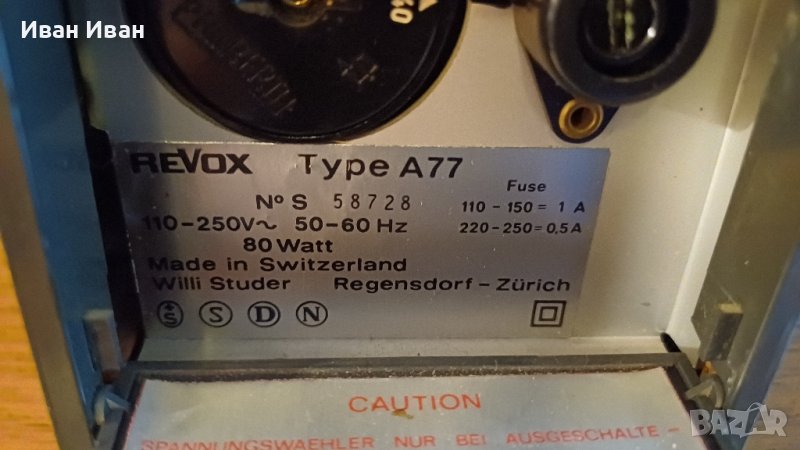 Иван Иван
REVOX Type A77
Nº S 58728
110-250V~ 50-60 Hz
80 Watt
Fuse
110 - 150 = 1 A
220 - 250 = 0,5 A
Made in Switzerland
Willi Studer Regensdorf - Zürich
S S D N
CAUTION
SPANNUNGSWAEHLER NUR BEI AUSGESCHALTE -
BAZAR